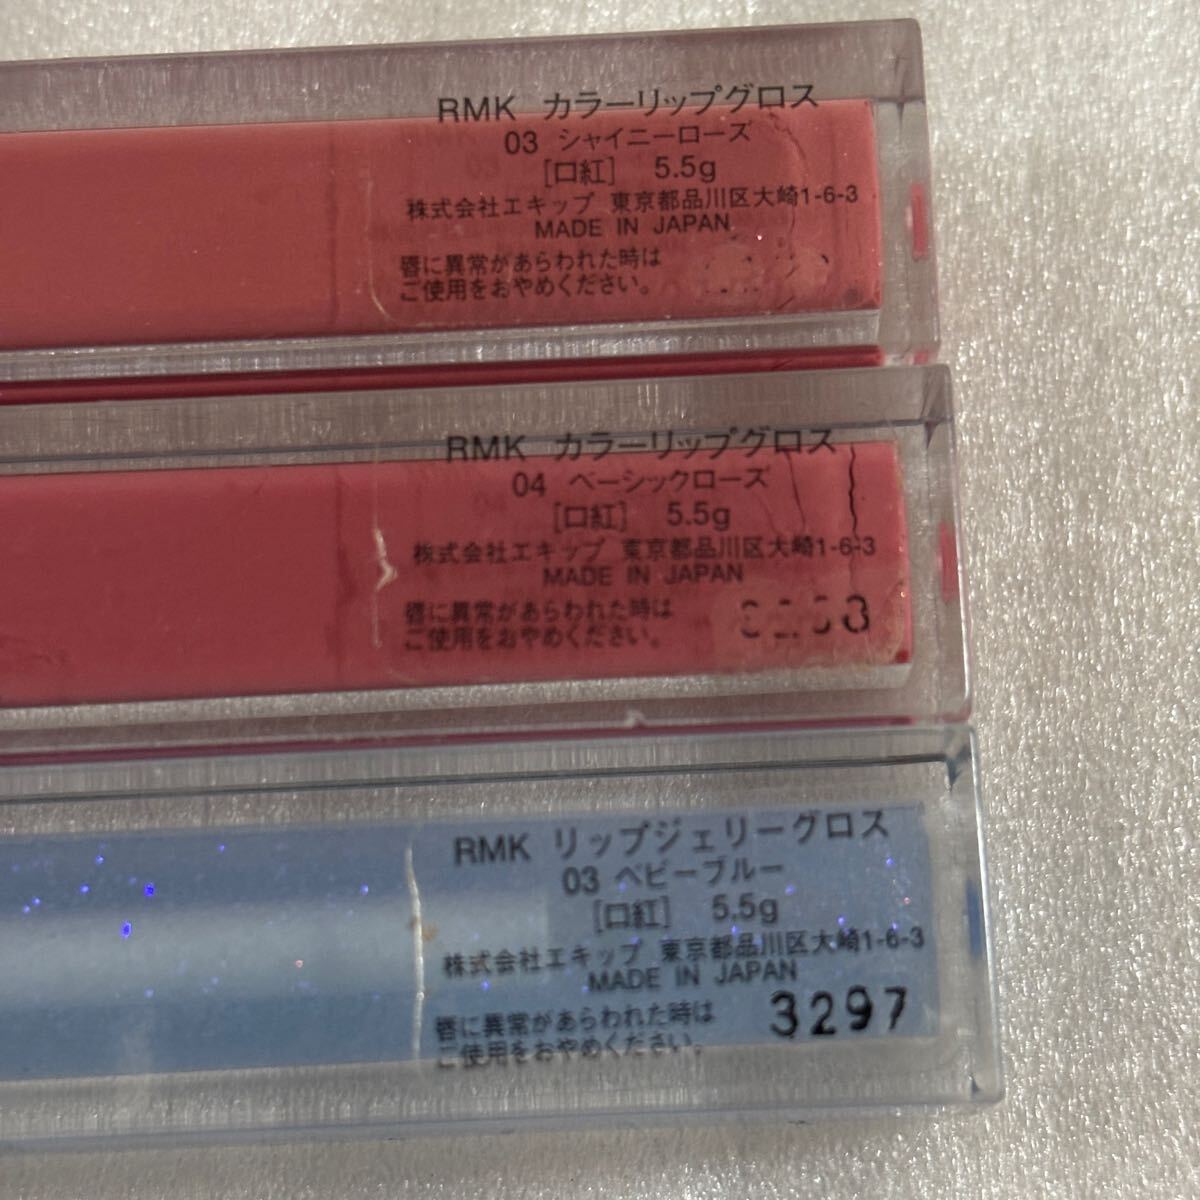 RMK カラーリップグロス
03 シャイニーローズ
[口紅] 5.5g
株式会社エキップ 東京都品川区大崎1-6-3
MADE IN JAPAN
唇に異常があらわれた時は
ご使用をおやめください。
RMK カラーリップグロス
04 ベーシックローズ
[口紅] 5.5g
株式会社エキップ 東京都品川区大崎1-6-3
MADE IN JAPAN
唇に異常があらわれた時は
ご使用をおやめください。
RMK リップジェリーグロス
03 ベビーブルー
[口紅] 5.5g
株式会社エキップ 東京都品川区大崎1-6-3
MADE IN JAPAN
唇に異常があらわれた時は
ご使用をおやめください。
3297